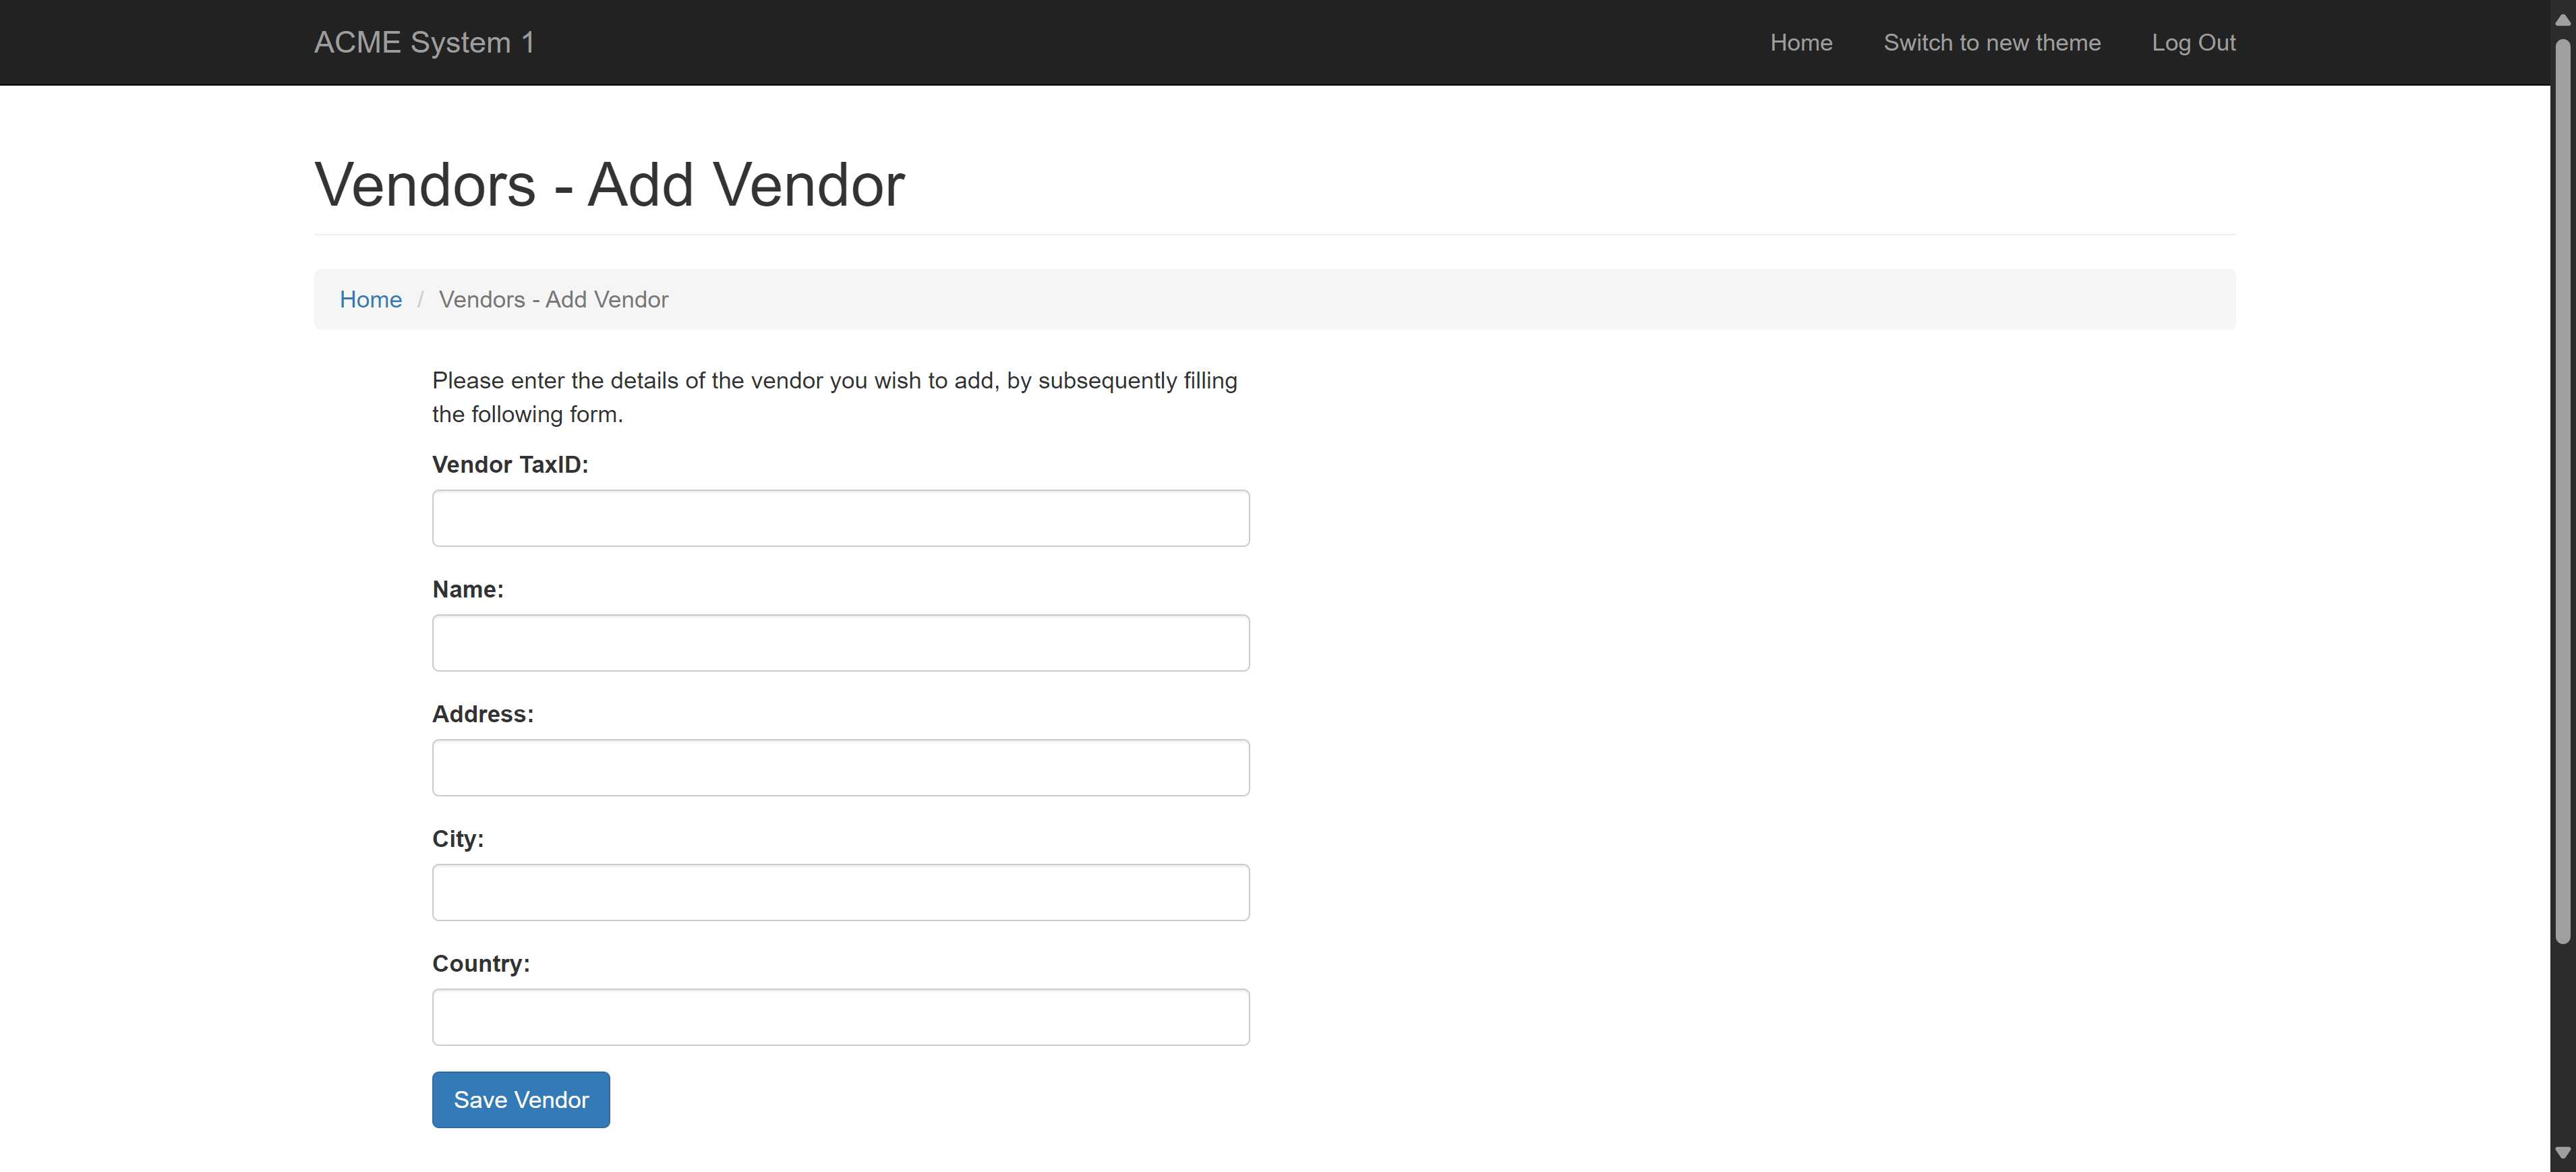 ACME System 1
Home
Switch to new theme
Log Out
Vendors - Add Vendor
Home / Vendors - Add Vendor
Please enter the details of the vendor you wish to add, by subsequently filling
the following form.
Vendor TaxID:
Name:
Address:
City:
Country:
Save Vendor